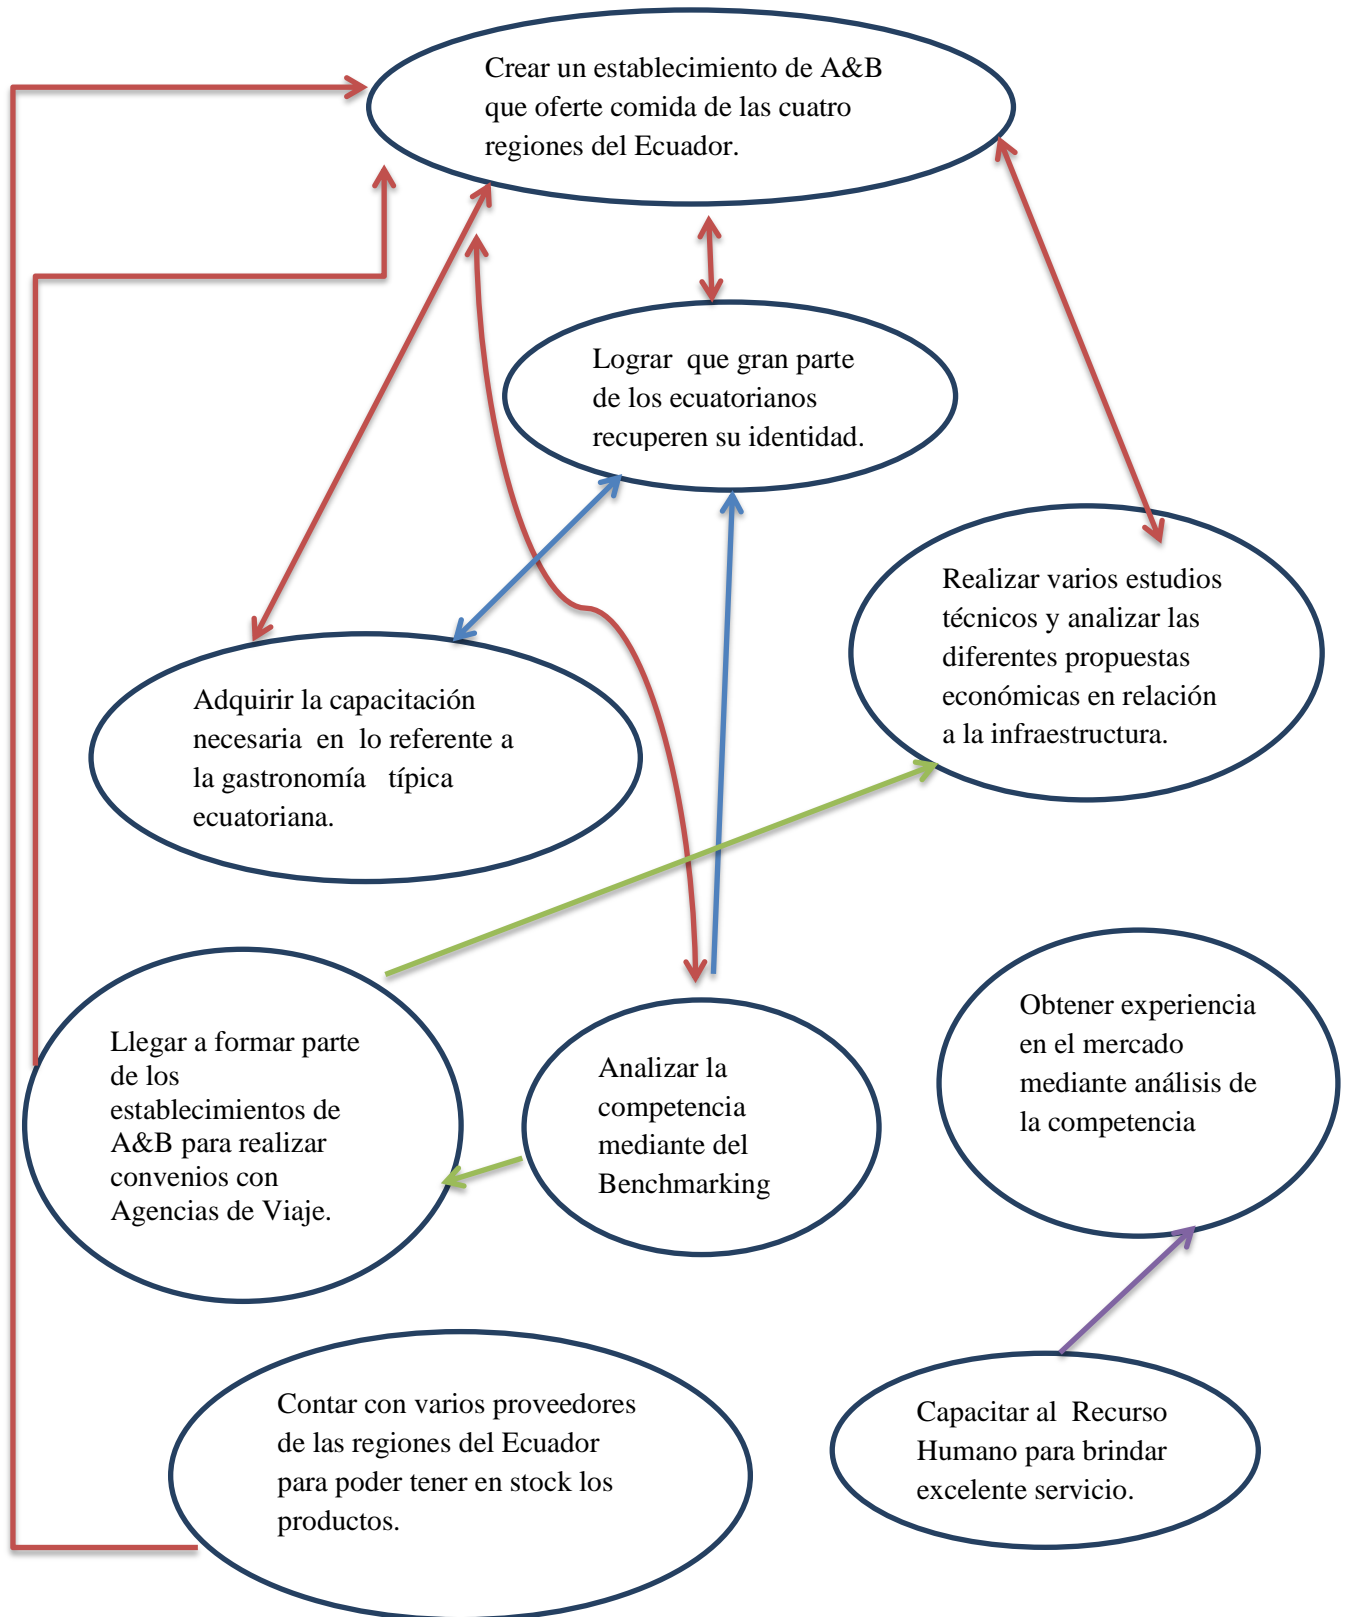 Crear un establecimiento de A&B
que oferte comida de las cuatro
regiones del Ecuador.
Lograr que gran parte
de los ecuatorianos
recuperen su identidad.
Realizar varios estudios
técnicos y analizar las
diferentes propuestas
económicas en relación
a la infraestructura.
Adquirir la capacitación
necesaria en lo referente a
la gastronomía típica
ecuatoriana.
Llegar a formar parte
de los
establecimientos de
A&B para realizar
convenios con
Agencias de Viaje.
Analizar la
competencia
mediante del
Benchmarking
Obtener experiencia
en el mercado
mediante análisis de
la competencia
Contar con varios proveedores
de las regiones del Ecuador
para poder tener en stock los
productos.
Capacitar al Recurso
Humano para brindar
excelente servicio.